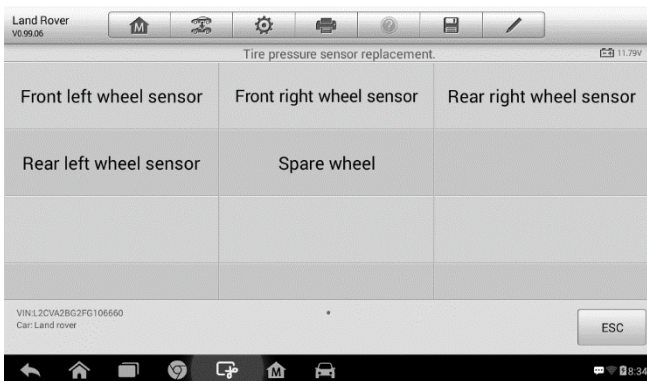 Land Rover
V0.99.06
Tire pressure sensor replacement.
11.79V
Front left wheel sensor
Front right wheel sensor
Rear right wheel sensor
Rear left wheel sensor
Spare wheel
VIN:L2CVA2BG2FG106660
Car: Land rover
ESC
8:34